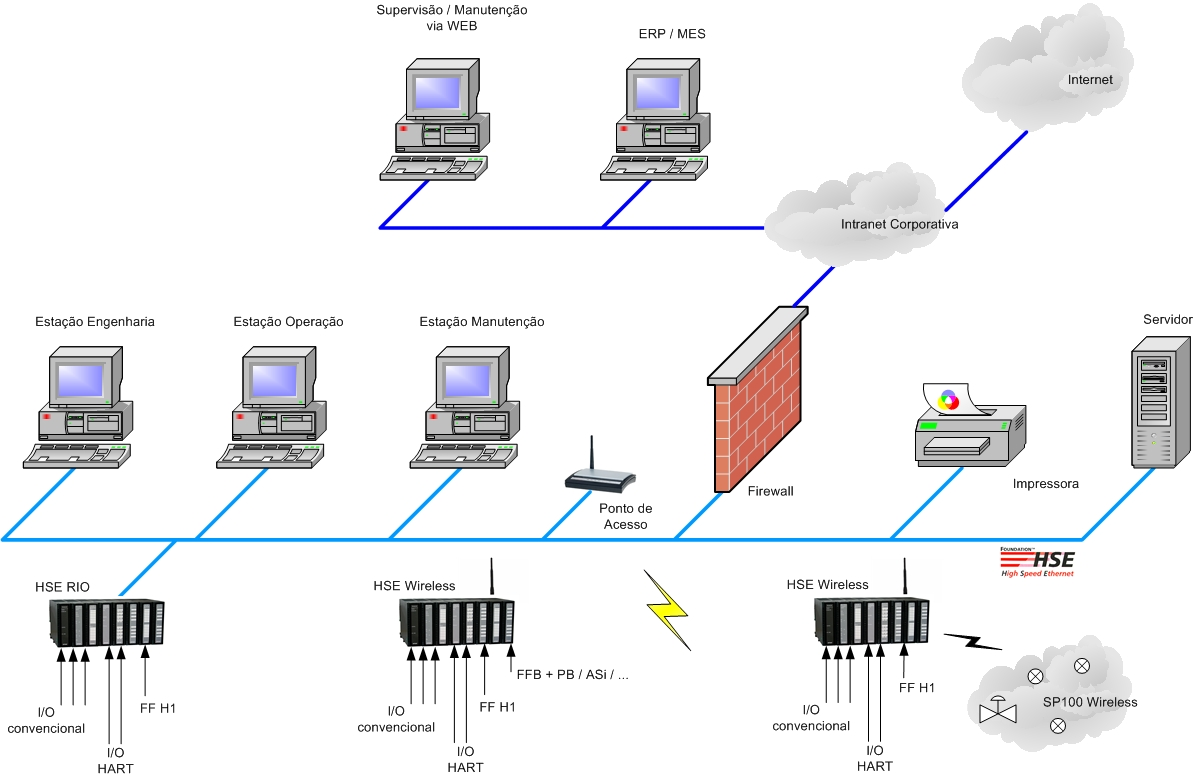 Supervisão / Manutenção
via WEB
ERP / MES
Internet
Intranet Corporativa
Estação Engenharia
Estação Operação
Estação Manutenção
Servidor
Ponto de
Acesso
Firewall
Impressora
FOUNDATION™
HSE
High Speed Ethernet
HSE RIO
HSE Wireless
HSE Wireless
I/O
convencional
FF H1
I/O
HART
I/O
convencional
FF H1
FFB + PB / ASi / ...
I/O
HART
I/O
convencional
FF H1
I/O
HART
SP100 Wireless